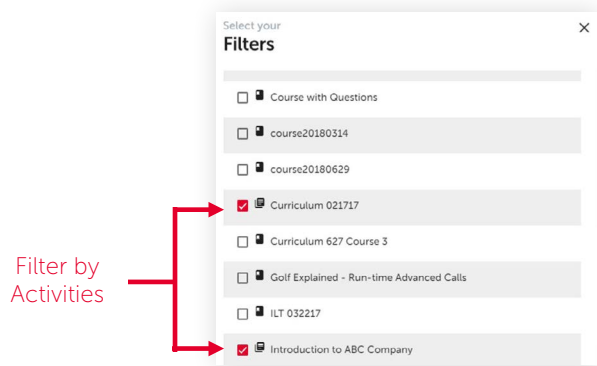 Select your
Filters
Course with Questions
course20180314
course20180629
Curriculum 021717
Curriculum 627 Course 3
Filter by
Activities
Golf Explained - Run-time Advanced Calls
ILT 032217
Introduction to ABC Company